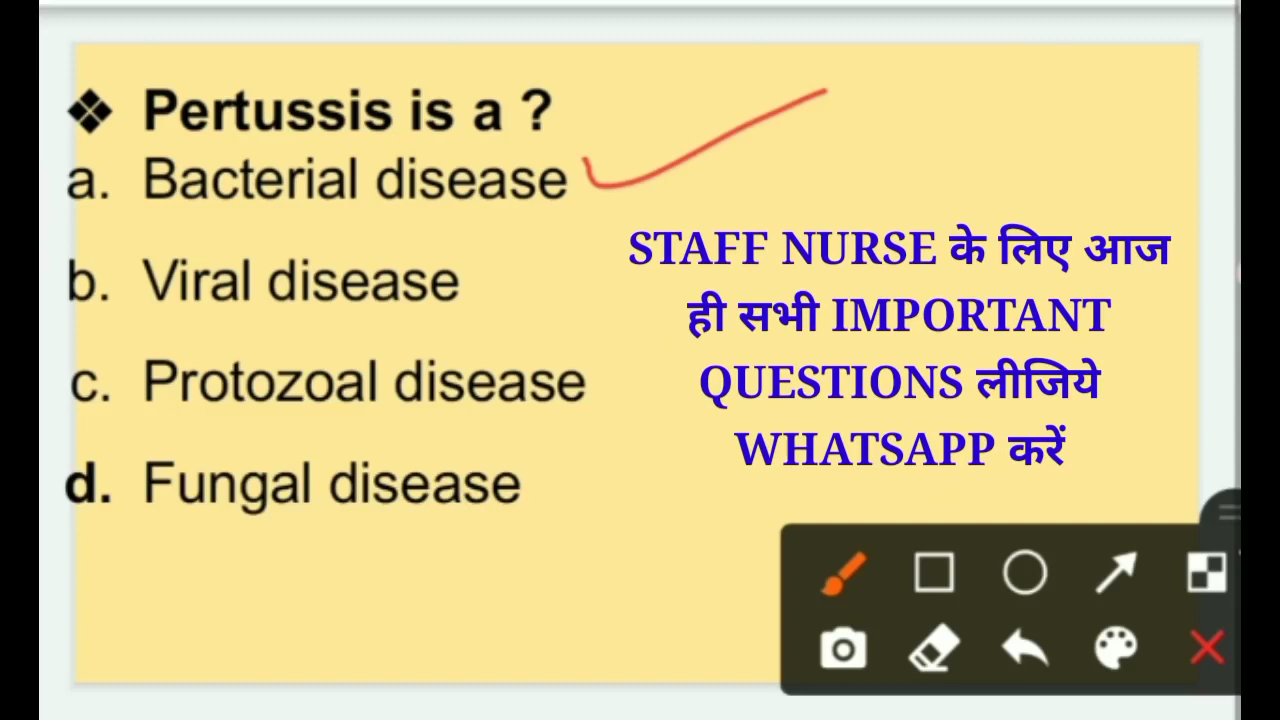 ❖ Pertussis is a ?
a. Bacterial disease
b. Viral disease
c. Protozoal disease
d. Fungal disease
STAFF NURSE के लिए आज
ही सभी IMPORTANT
QUESTIONS लीजिये
WHATSAPP करें